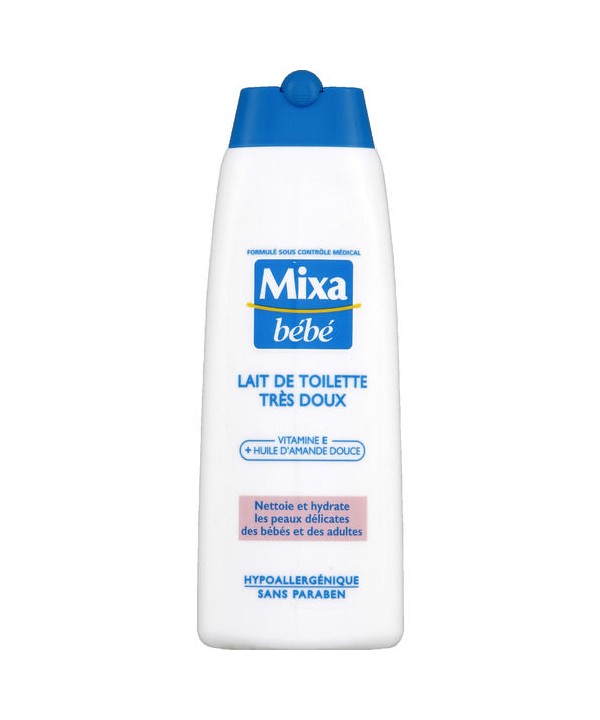 FORMULÉ SOUS CONTRÔLE MÉDICAL
Mixa
bébé
LAIT DE TOILETTE
TRÈS DOUX
VITAMINE E
+ HUILE D'AMANDE DOUCE
Nettoie et hydrate
les peaux délicates
des bébés et des adultes
HYPOALLERGÉNIQUE
SANS PARABEN